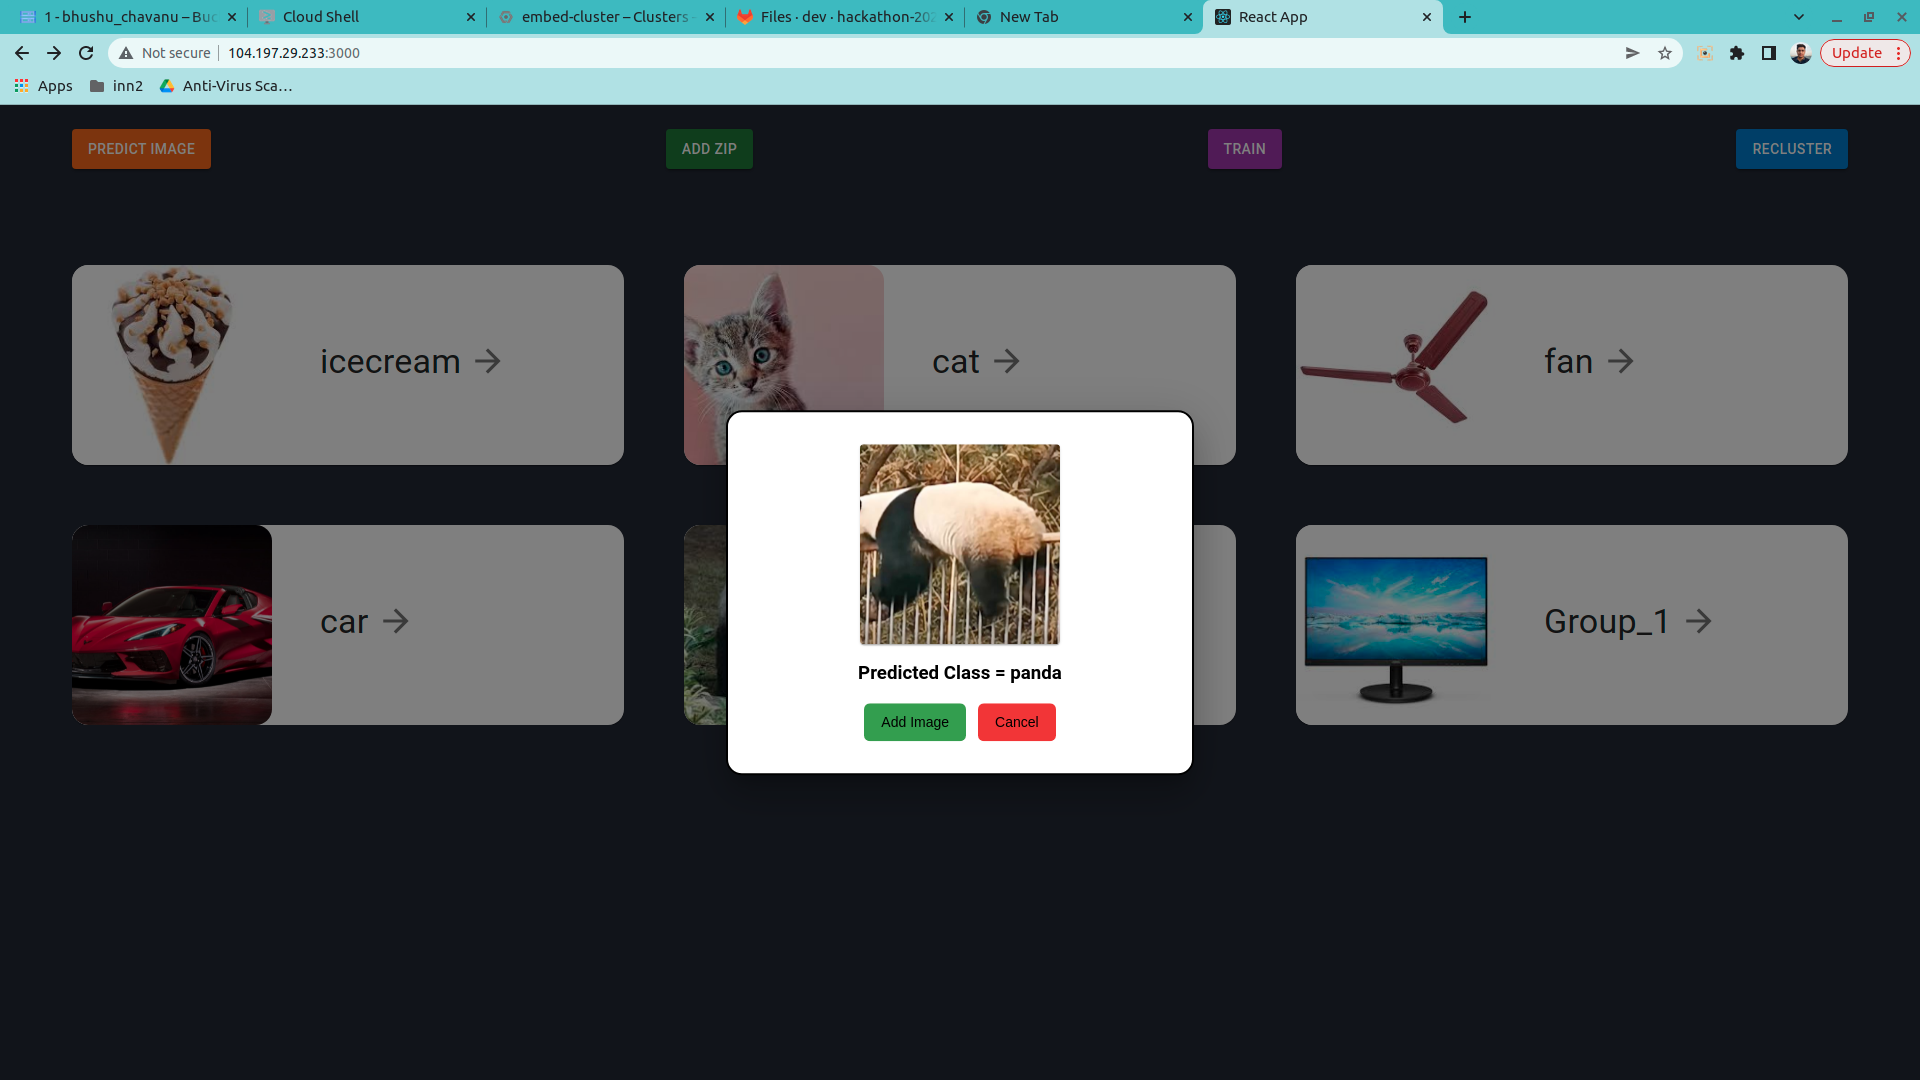 1 - bhushu_chavanu – Buc
Cloud Shell
embed-cluster – Clusters
Files · dev · hackathon-202
New Tab
React App
Not secure
104.197.29.233:3000
Update
Apps
inn2
Anti-Virus Sca…
PREDICT IMAGE
ADD ZIP
TRAIN
RECLUSTER
icecream
cat
fan
car
Group_1
Predicted Class = panda
Add Image
Cancel